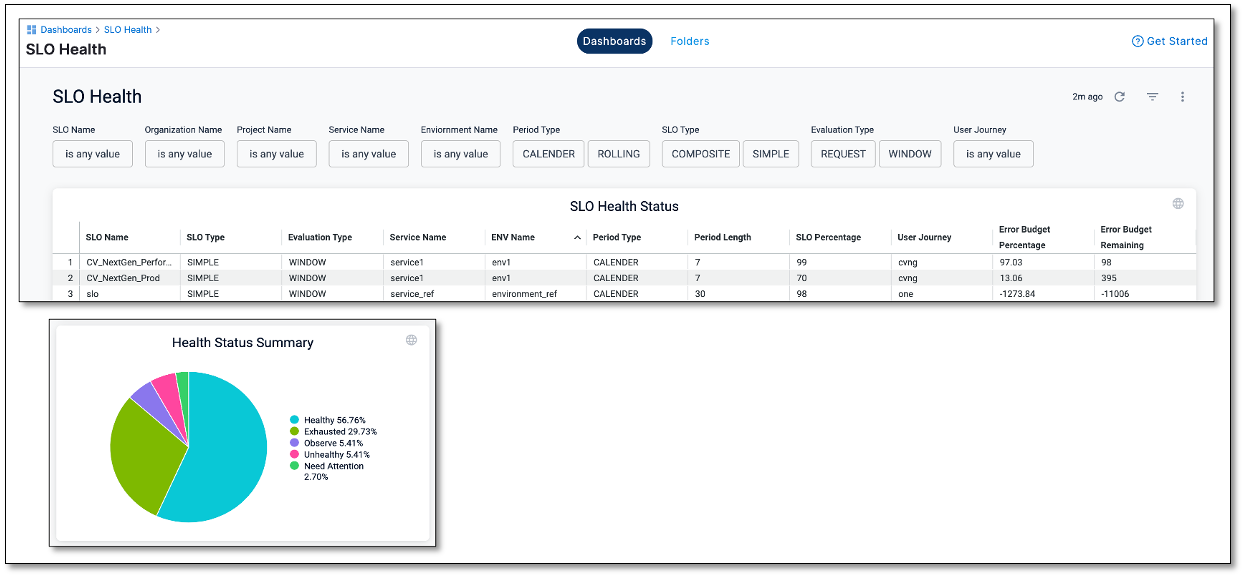 Dashboards > SLO Health >
SLO Health
Dashboards Folders
Get Started
SLO Health
2m ago
SLO Name Organization Name Project Name Service Name Enviornment Name Period Type SLO Type Evaluation Type User Journey
is any value is any value is any value is any value is any value CALENDER ROLLING COMPOSITE SIMPLE REQUEST WINDOW is any value
SLO Health Status
SLO Name SLO Type Evaluation Type Service Name ENV Name Period Type Period Length SLO Percentage User Journey Error Budget Percentage Error Budget Remaining
1 CV_NextGen_Perfor... SIMPLE WINDOW service1 env1 CALENDER 7 99 cvng 97.03 98
2 CV_NextGen_Prod SIMPLE WINDOW service1 env1 CALENDER 7 70 cvng 13.06 395
3 slo SIMPLE WINDOW service_ref environment_ref CALENDER 30 98 one -1273.84 -11006
Health Status Summary
Healthy 56.76%
Exhausted 29.73%
Observe 5.41%
Unhealthy 5.41%
Need Attention
2.70%